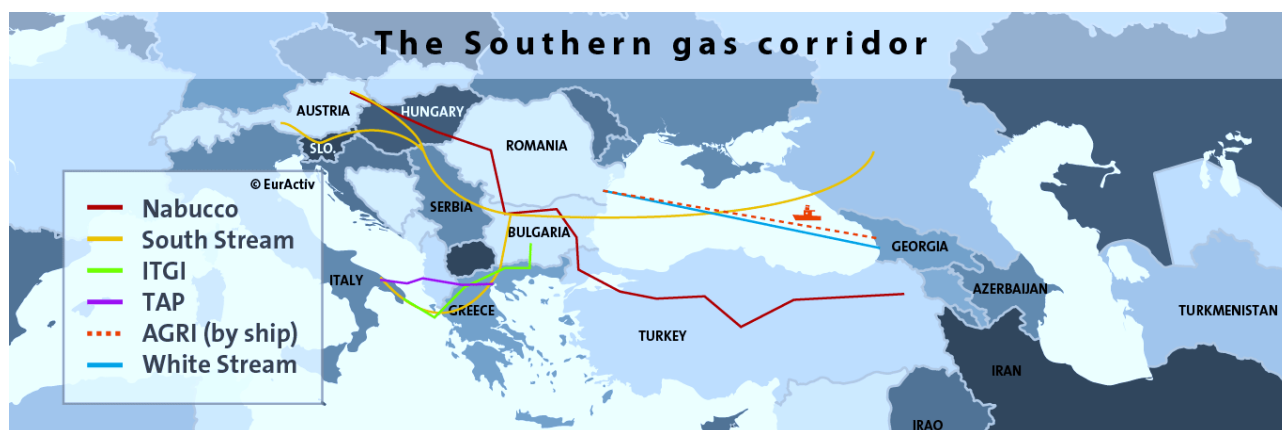 The Southern gas corridor
AUSTRIA
HUNGARY
ROMANIA
SLO.
© EurActiv
SERBIA
BULGARIA
GEORGIA
AZERBAIJAN
ITALY
GREECE
TURKEY
TURKMENISTAN
IRAN
IRAQ
Nabucco
South Stream
ITGI
TAP
AGRI (by ship)
White Stream